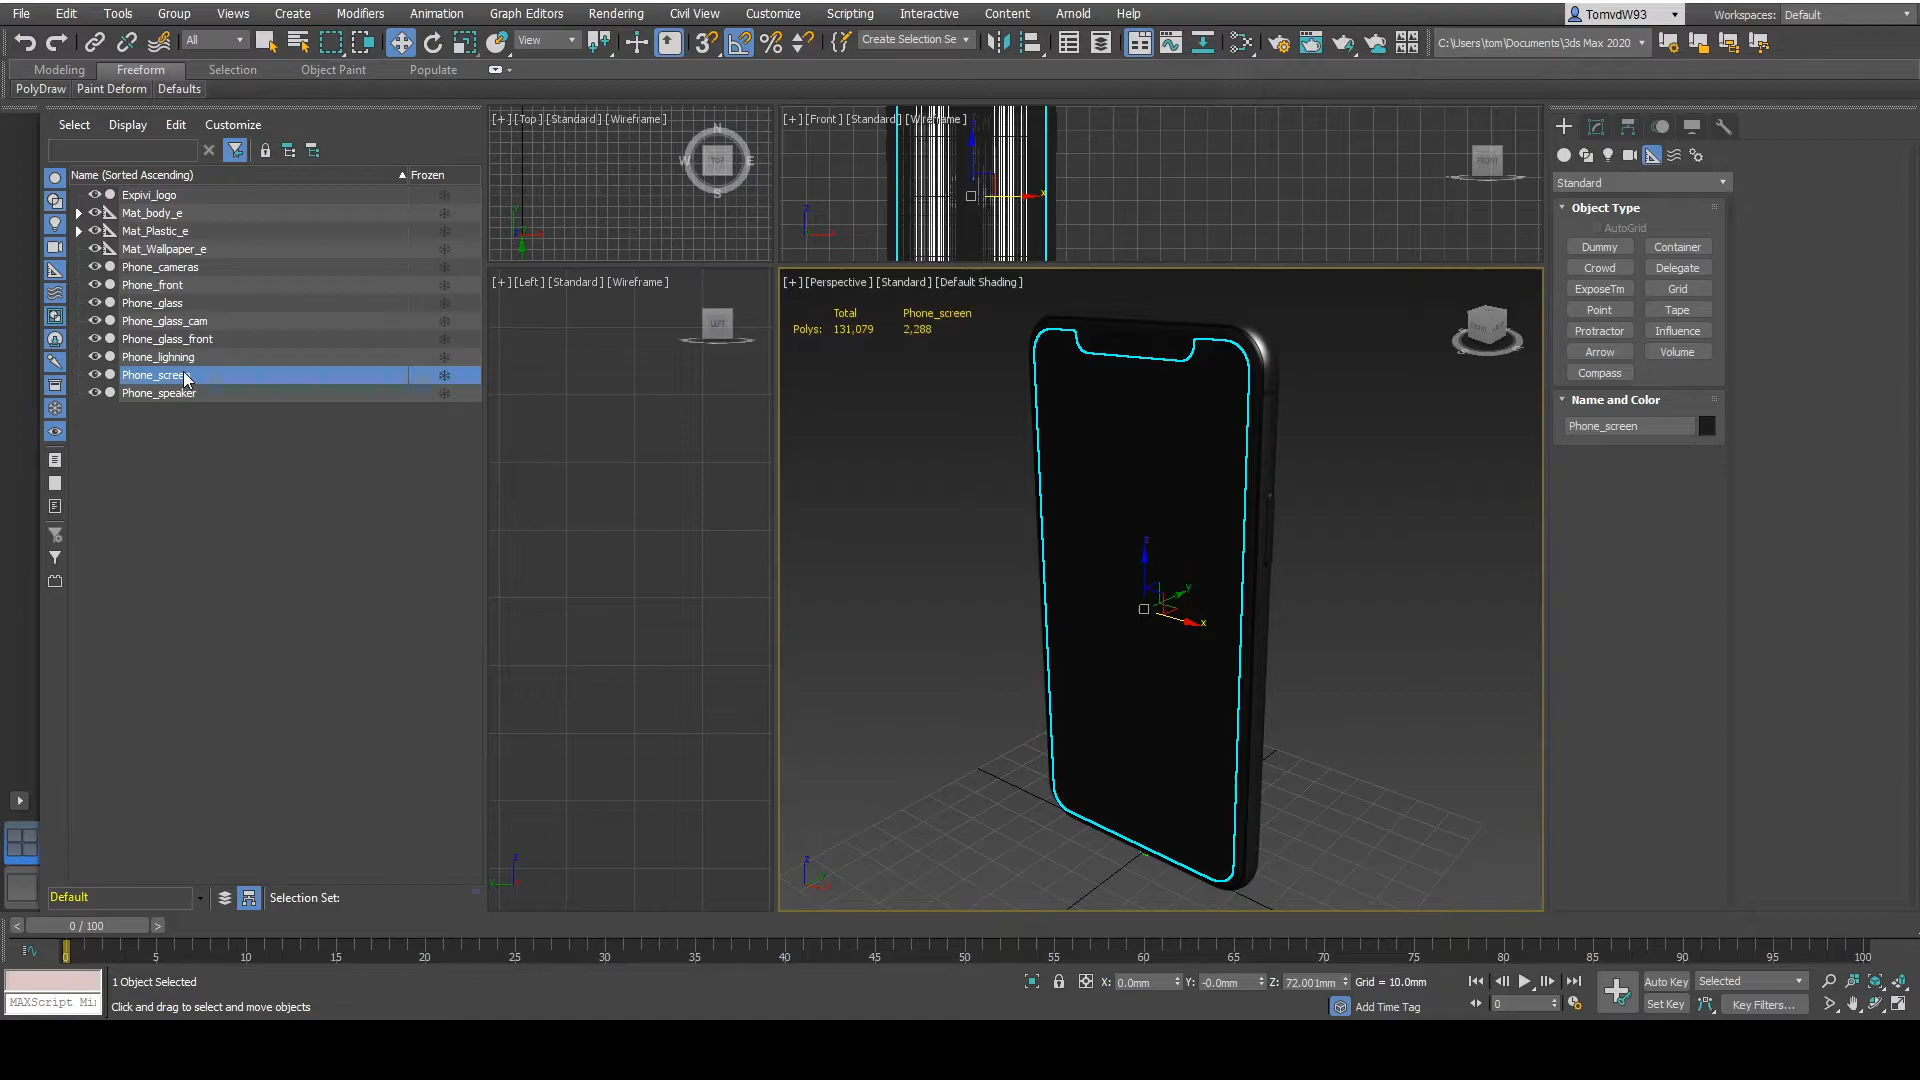 File Edit Tools Group Views Create Modifiers Animation Graph Editors Rendering Civil View Customize Scripting Interactive Content Arnold Help TomvdW93 Workspaces: Default
All View Create Selection Se C:\Users\tom\Documents\3ds Max 2020
Modeling Freeform Selection Object Paint Populate
PolyDraw Paint Deform Defaults
Select Display Edit Customize
Name (Sorted Ascending) Frozen
Expivi_logo
Mat_body_e
Mat_Plastic_e
Mat_Wallpaper_e
Phone_cameras
Phone_front
Phone_glass
Phone_glass_cam
Phone_glass_front
Phone_lighning
Phone_scree
Phone_speaker
Default Selection Set:
[+] [Top] [Standard] [Wireframe]
N
W TOP E
S
[+] [Front] [Standard] [Wireframe]
FRONT
z
x
[+] [Left] [Standard] [Wireframe]
LEFT
[+] [Perspective] [Standard] [Default Shading]
Total Phone_screen
Polys: 131,079 2,288
z
y
x
Standard
Object Type
AutoGrid
Dummy Container
Crowd Delegate
ExposeTm Grid
Point Tape
Protractor Influence
Arrow Volume
Compass
Name and Color
Phone_screen
< 0 / 100 >
0 5 10 15 20 25 30 35 40 45 50 55 60 65 70 75 80 85 90 95 100
1 Object Selected X: 0.0mm Y: -0.0mm Z: 72.001mm Grid = 10.0mm Auto Key Selected
MAXScript Mi Click and drag to select and move objects Add Time Tag 0 Set Key Key Filters...